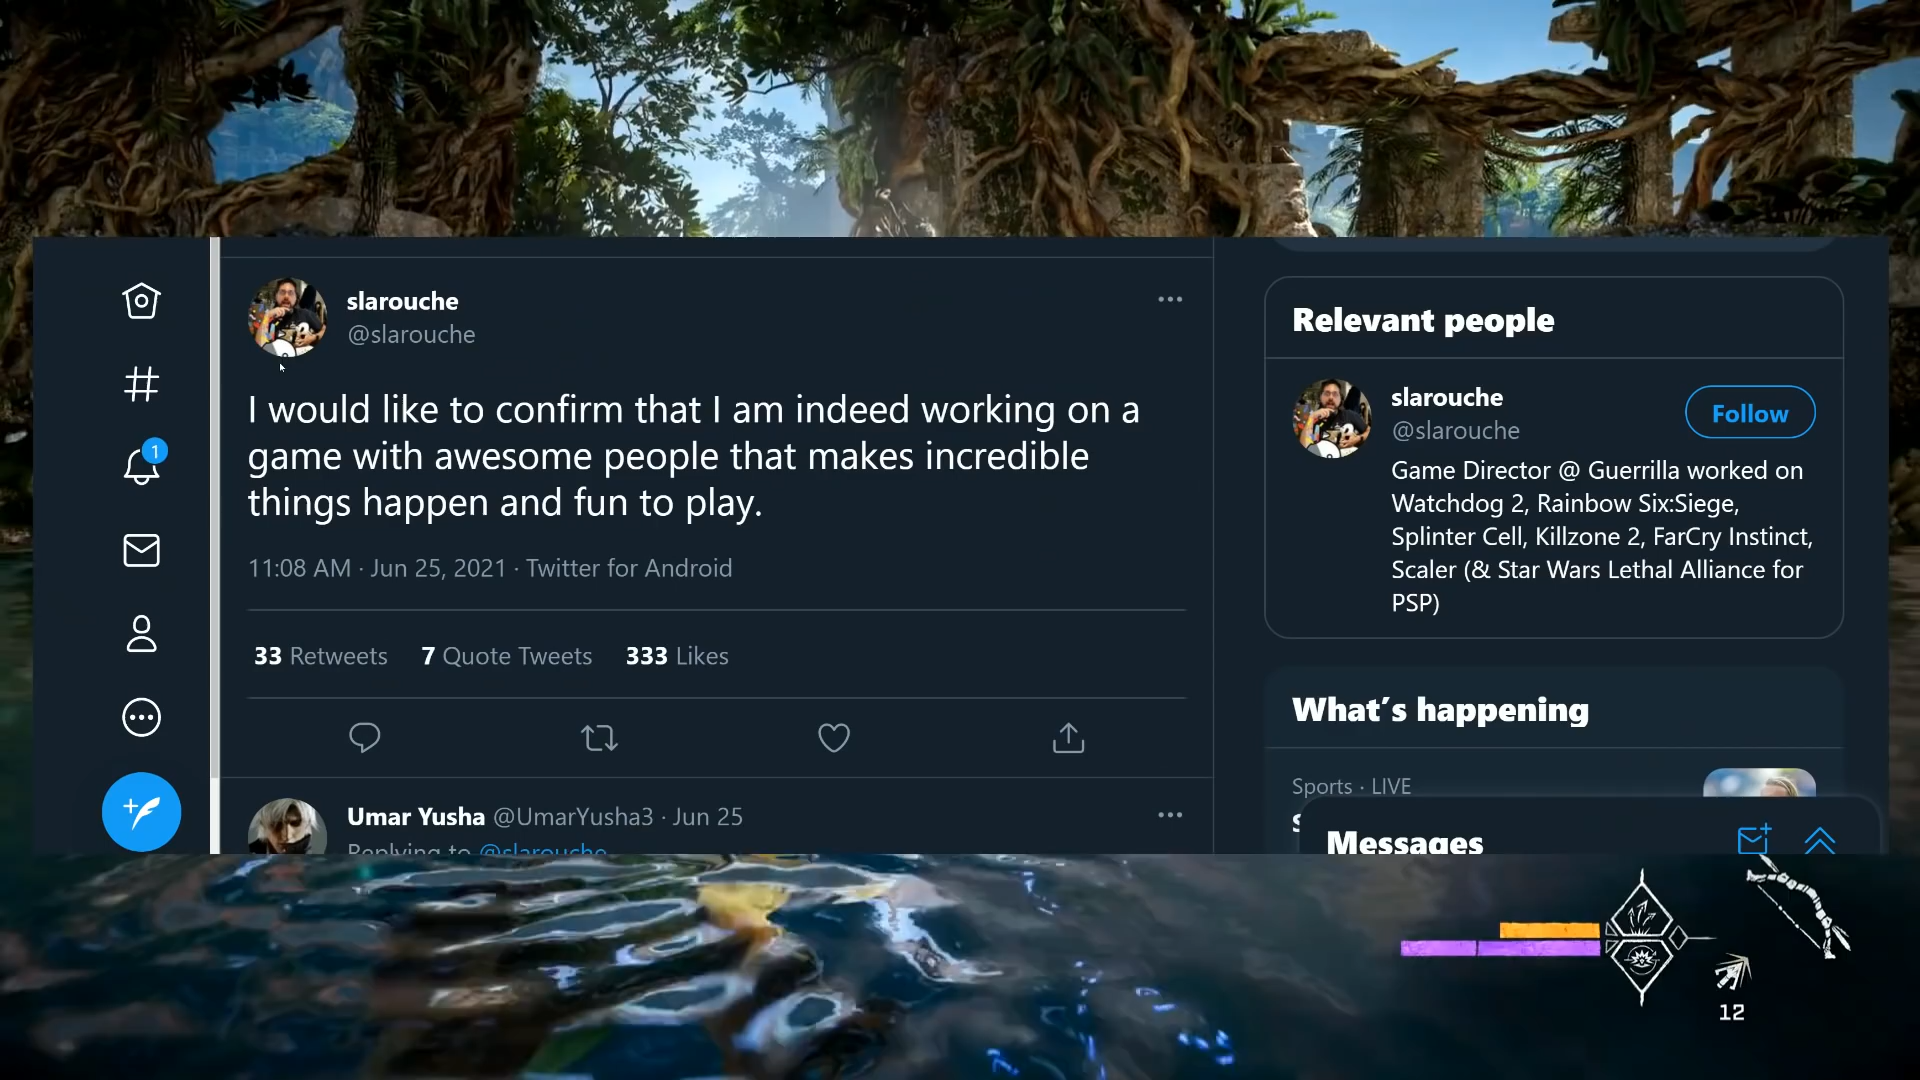 slarouche
@slarouche
I would like to confirm that I am indeed working on a
game with awesome people that makes incredible
things happen and fun to play.
11:08 AM · Jun 25, 2021 · Twitter for Android
33 Retweets 7 Quote Tweets 333 Likes
Umar Yusha @UmarYusha3 · Jun 25
Replying to @slarouche
1
Relevant people
slarouche
@slarouche
Follow
Game Director @ Guerrilla worked on
Watchdog 2, Rainbow Six:Siege,
Splinter Cell, Killzone 2, FarCry Instinct,
Scaler (& Star Wars Lethal Alliance for
PSP)
What's happening
Sports · LIVE
Messages
12